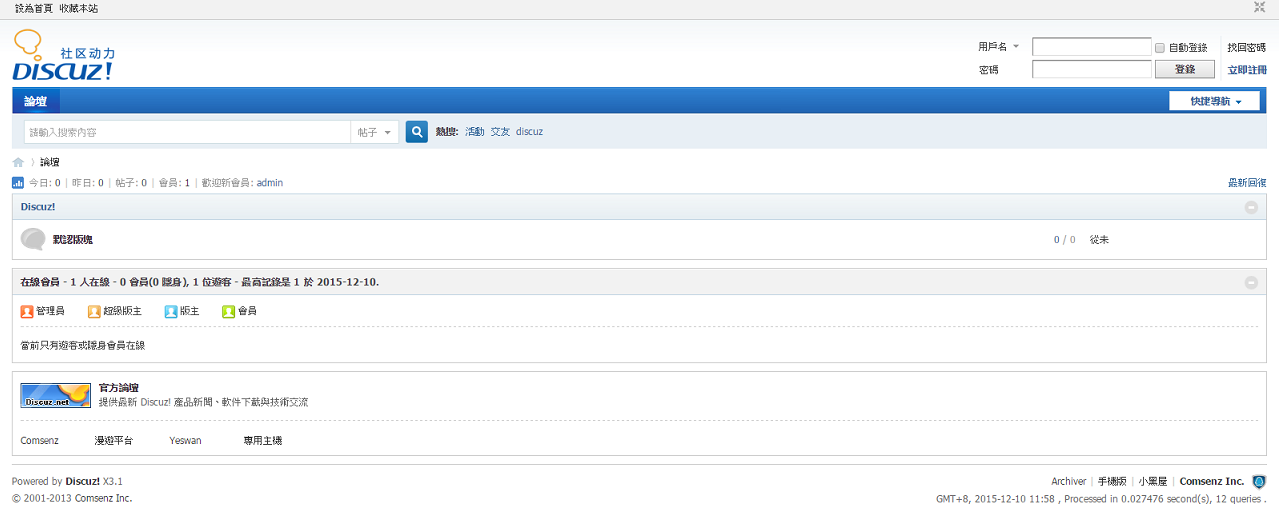 設為首頁 收藏本站
社区动力
DISCUZ!
用戶名 自動登錄 找回密碼
密碼 登錄 立即註冊
論壇 快捷導航
請輸入搜索內容 帖子 熱搜: 活動 交友 discuz
論壇
今日: 0 | 昨日: 0 | 帖子: 0 | 會員: 1 | 歡迎新會員: admin 最新回復
Discuz!
默認版塊 0 / 0 從未
在線會員 - 1 人在線 - 0 會員(0 隱身), 1 位遊客 - 最高記錄是 1 於 2015-12-10.
管理員 超級版主 版主 會員
當前只有遊客或隱身會員在線
Discuz.net 官方論壇
提供最新 Discuz! 產品新聞、軟件下載與技術交流
Comsenz 漫遊平台 Yeswan 專用主機
Powered by Discuz! X3.1 Archiver | 手機版 | 小黑屋 | Comsenz Inc.
© 2001-2013 Comsenz Inc. GMT+8, 2015-12-10 11:58 , Processed in 0.027476 second(s), 12 queries .